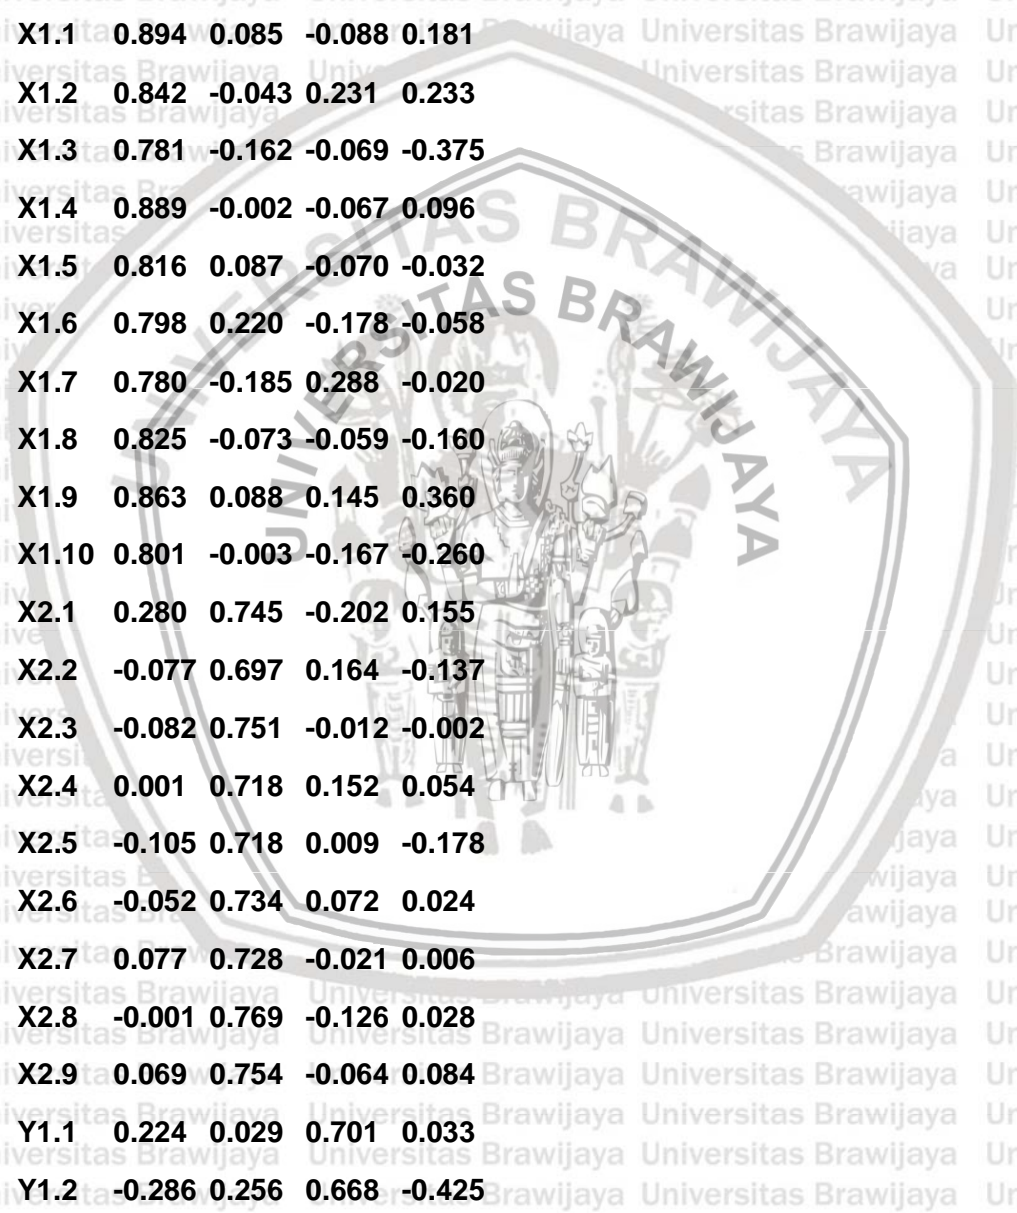 X1.1 0.894 0.085 -0.088 0.181
X1.2 0.842 -0.043 0.231 0.233
X1.3 0.781 -0.162 -0.069 -0.375
X1.4 0.889 -0.002 -0.067 0.096
X1.5 0.816 0.087 -0.070 -0.032
X1.6 0.798 0.220 -0.178 -0.058
X1.7 0.780 -0.185 0.288 -0.020
X1.8 0.825 -0.073 -0.059 -0.160
X1.9 0.863 0.088 0.145 0.360
X1.10 0.801 -0.003 -0.167 -0.260
X2.1 0.280 0.745 -0.202 0.155
X2.2 -0.077 0.697 0.164 -0.137
X2.3 -0.082 0.751 -0.012 -0.002
X2.4 0.001 0.718 0.152 0.054
X2.5 -0.105 0.718 0.009 -0.178
X2.6 -0.052 0.734 0.072 0.024
X2.7 0.077 0.728 -0.021 0.006
X2.8 -0.001 0.769 -0.126 0.028
X2.9 0.069 0.754 -0.064 0.084
Y1.1 0.224 0.029 0.701 0.033
Y1.2 -0.286 0.256 0.668 -0.425
UNIVERSITAS BRAWIJAYA
UNIVERSITAS BRAWIJAYA